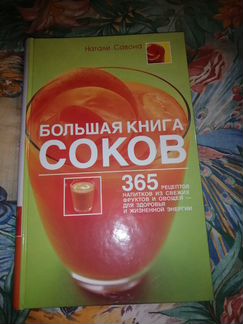 Натали Савона
БОЛЬШАЯ КНИГА
СОКОВ
365 РЕЦЕПТОВ
НАПИТКОВ ИЗ СВЕЖИХ
ФРУКТОВ И ОВОЩЕЙ —
ДЛЯ ЗДОРОВЬЯ
И ЖИЗНЕННОЙ ЭНЕРГИИ